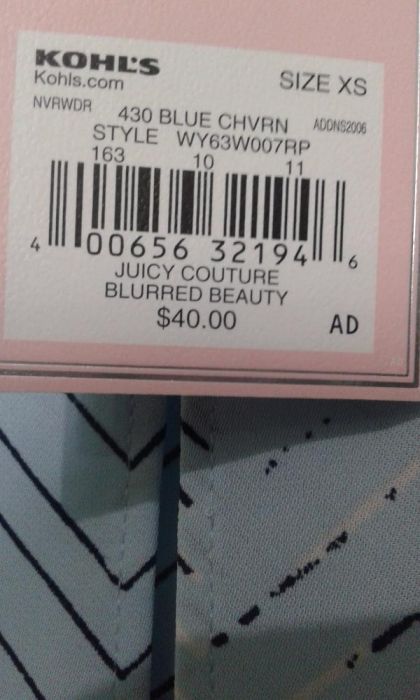 KOHL'S
Kohls.com
SIZE XS
NVRWDR
430 BLUE CHVRN
ADDNS2006
STYLE WY63W007RP
163 10 11
4 00656 32194 6
JUICY COUTURE
BLURRED BEAUTY
$40.00
AD